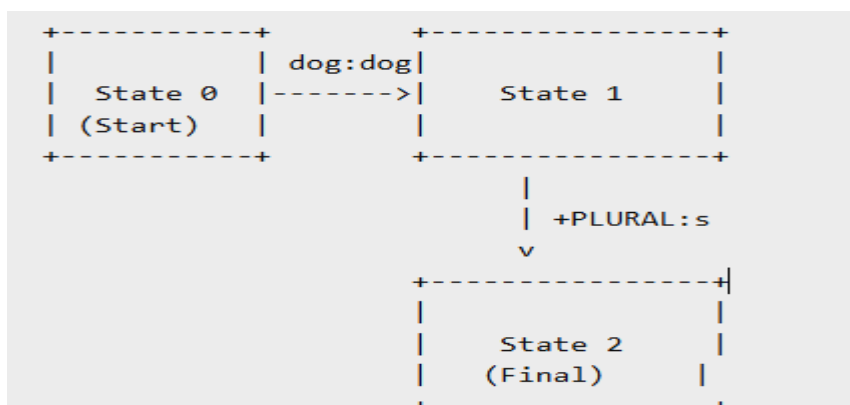 dog:dog
State 0 State 1
(Start)
+PLURAL:s
State 2
(Final)